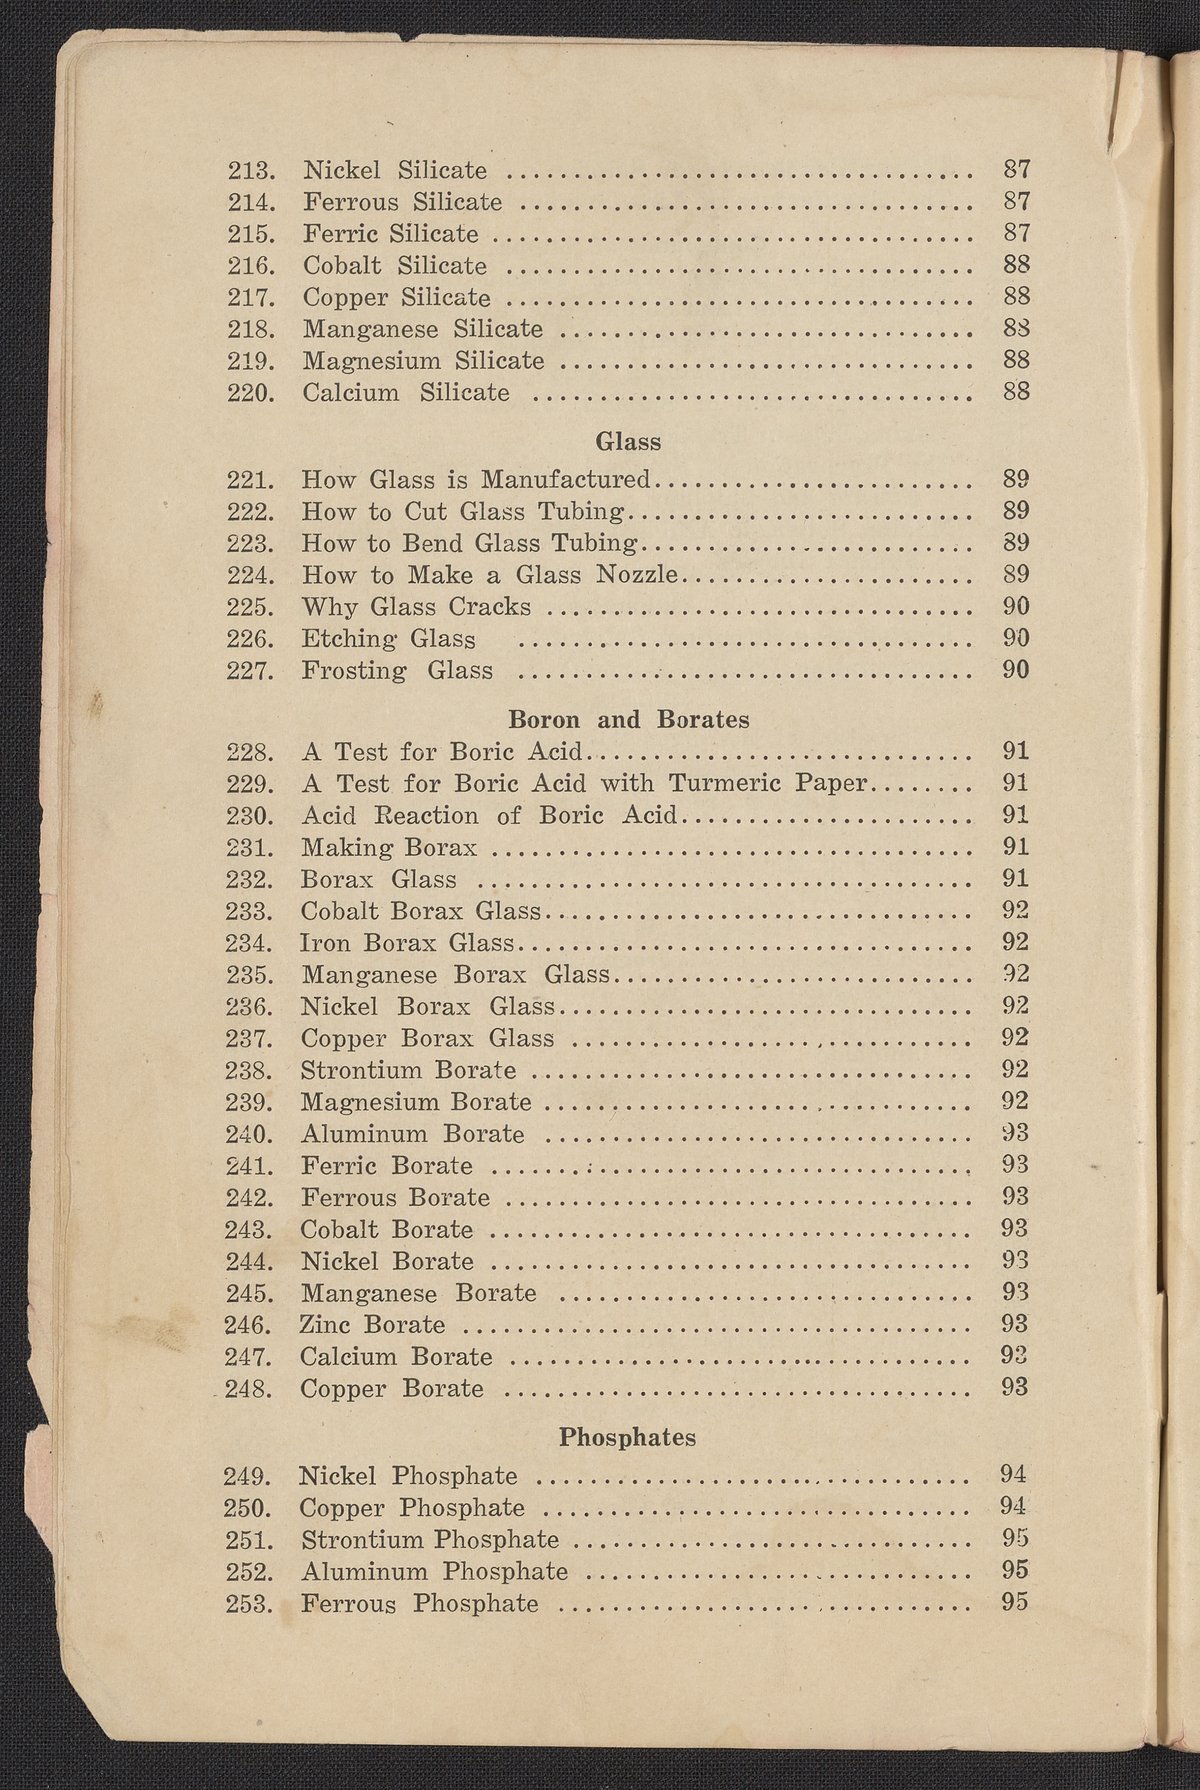 213. Nickel Silicate ................................... 87
214. Ferrous Silicate .................................. 87
215. Ferric Silicate .................................... 87
216. Cobalt Silicate ................................... 88
217. Copper Silicate ................................... 88
218. Manganese Silicate ............................... 88
219. Magnesium Silicate ............................... 88
220. Calcium Silicate ................................. 88
Glass
221. How Glass is Manufactured........................ 89
222. How to Cut Glass Tubing.......................... 89
223. How to Bend Glass Tubing......................... 89
224. How to Make a Glass Nozzle...................... 89
225. Why Glass Cracks ................................ 90
226. Etching Glass .................................. 90
227. Frosting Glass .................................. 90
Boron and Borates
228. A Test for Boric Acid............................. 91
229. A Test for Boric Acid with Turmeric Paper........ 91
230. Acid Reaction of Boric Acid...................... 91
231. Making Borax .................................... 91
232. Borax Glass ..................................... 91
233. Cobalt Borax Glass................................ 92
234. Iron Borax Glass.................................. 92
235. Manganese Borax Glass........................... 92
236. Nickel Borax Glass............................... 92
237. Copper Borax Glass .............................. 92
238. Strontium Borate ................................. 92
239. Magnesium Borate ................................ 92
240. Aluminum Borate ................................ 93
241. Ferric Borate .................................... 93
242. Ferrous Borate ................................... 93
243. Cobalt Borate .................................... 93
244. Nickel Borate .................................... 93
245. Manganese Borate ............................... 93
246. Zinc Borate ...................................... 93
247. Calcium Borate ................................... 93
248. Copper Borate ................................... 93
Phosphates
249. Nickel Phosphate ................................. 94
250. Copper Phosphate ................................ 94
251. Strontium Phosphate .............................. 95
252. Aluminum Phosphate ............................. 95
253. Ferrous Phosphate ............................... 95